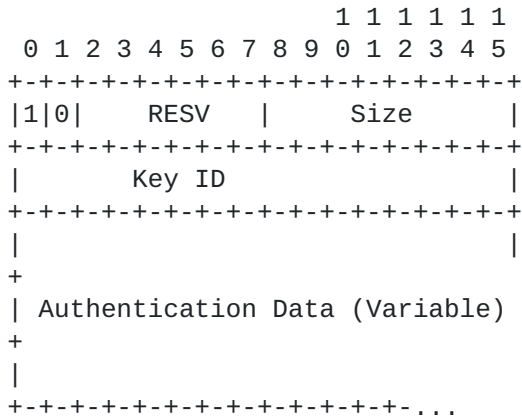 1 1 1 1 1 1
 0 1 2 3 4 5 6 7 8 9 0 1 2 3 4 5
+-+-+-+-+-+-+-+-+-+-+-+-+-+-+-+-+
|1|0|    RESV   |     Size      |
+-+-+-+-+-+-+-+-+-+-+-+-+-+-+-+-+
|       Key ID                  |
+-+-+-+-+-+-+-+-+-+-+-+-+-+-+-+-+
|                               |
+
| Authentication Data (Variable)
+
|
+-+-+-+-+-+-+-+-+-+-+-+-+-...